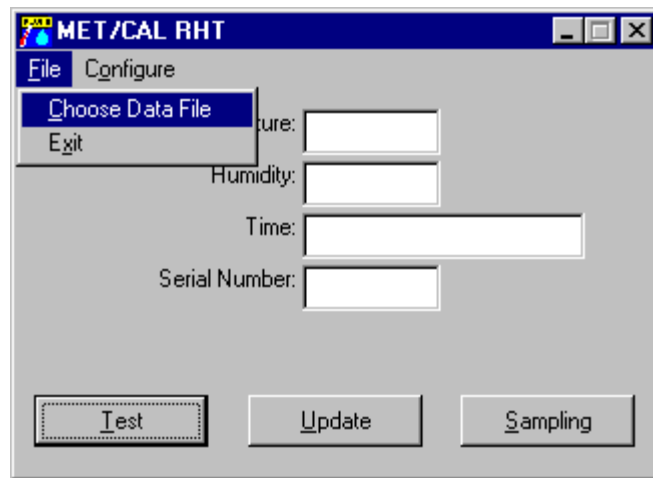 MET/CAL RHT
File Configure
Choose Data File
Exit
ture:
Humidity:
Time:
Serial Number:
Test Update Sampling